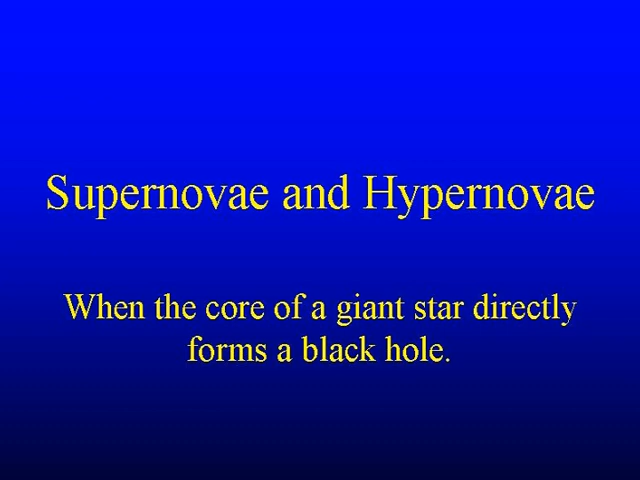 Supernovae and Hypernovae
When the core of a giant star directly
forms a black hole.